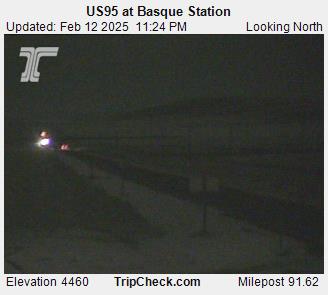 US95 at Basque Station
Updated: Feb 12 2025 11:24 PM Looking North
Elevation 4460 TripCheck.com Milepost 91.62